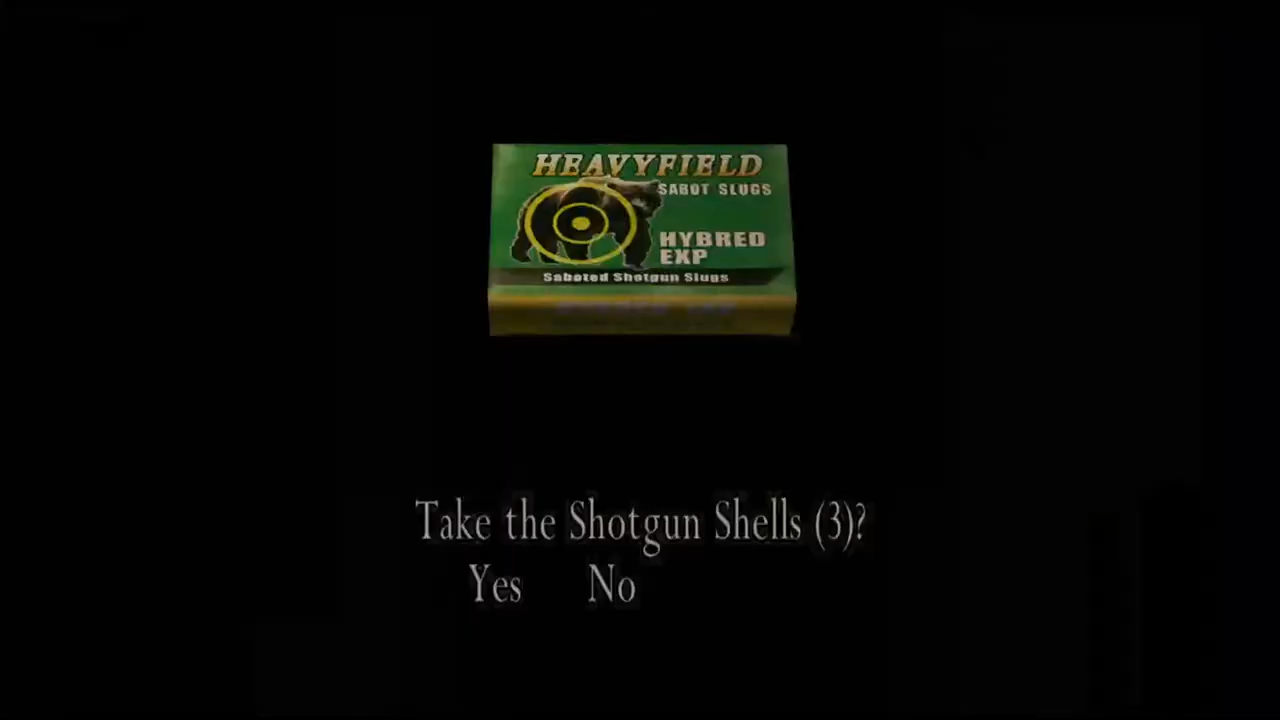 HEAVYFIELD
SABOT SLUGS
HYBRED
EXP
Saboted Shotgun Slugs
Take the Shotgun Shells (3)?
Yes No